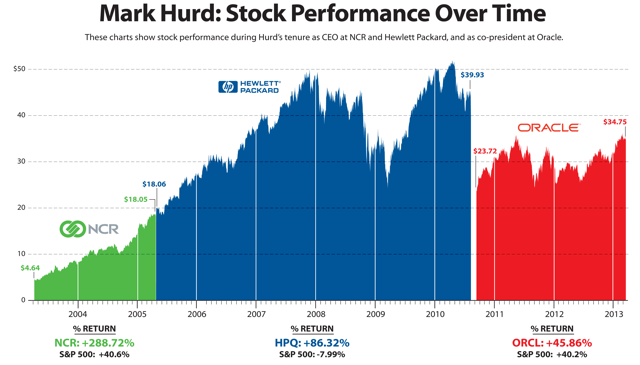 Mark Hurd: Stock Performance Over Time
These charts show stock performance during Hurd's tenure as CEO at NCR and Hewlett Packard, and as co-president at Oracle.
$50
40
30
20
10
0
$4.64
NCR
$18.05
$18.06
hp HEWLETT
PACKARD
$39.93
$23.72
ORACLE
$34.75
2004 2005 2006 2007 2008 2009 2010 2011 2012 2013
% RETURN
NCR: +288.72%
S&P 500: +40.6%
% RETURN
HPQ: +86.32%
S&P 500: -7.99%
% RETURN
ORCL: +45.86%
S&P 500: +40.2%